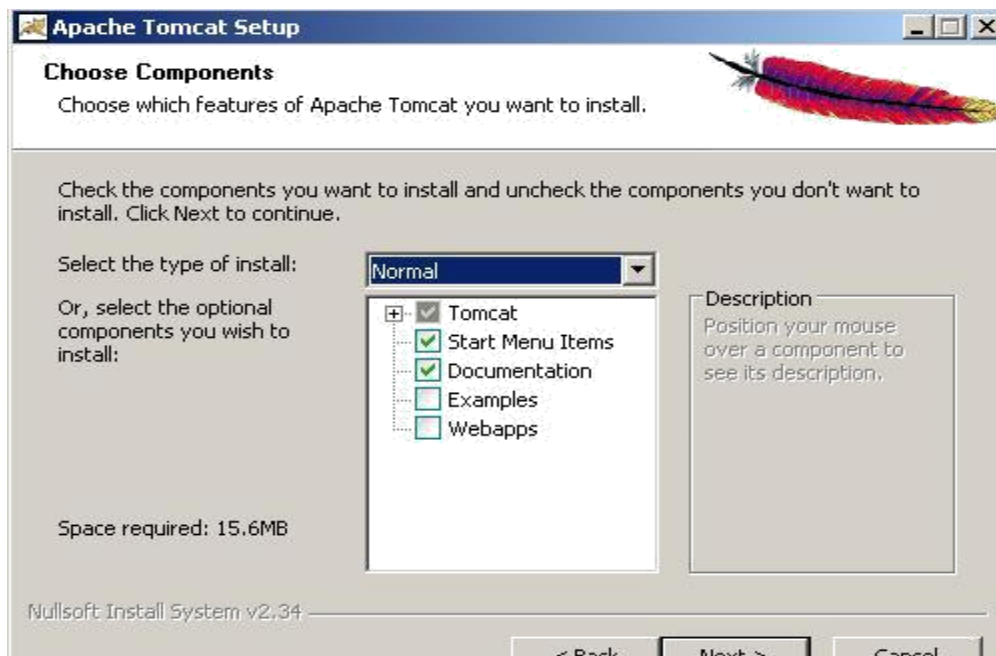 Apache Tomcat Setup
Choose Components
Choose which features of Apache Tomcat you want to install.
Check the components you want to install and uncheck the components you don't want to
install. Click Next to continue.
Select the type of install:
Normal
Or, select the optional
components you wish to
install:
Tomcat
Start Menu Items
Documentation
Examples
Webapps
Description
Position your mouse
over a component to
see its description.
Space required: 15.6MB
Nullsoft Install System v2.34
< Back
Next >
Cancel